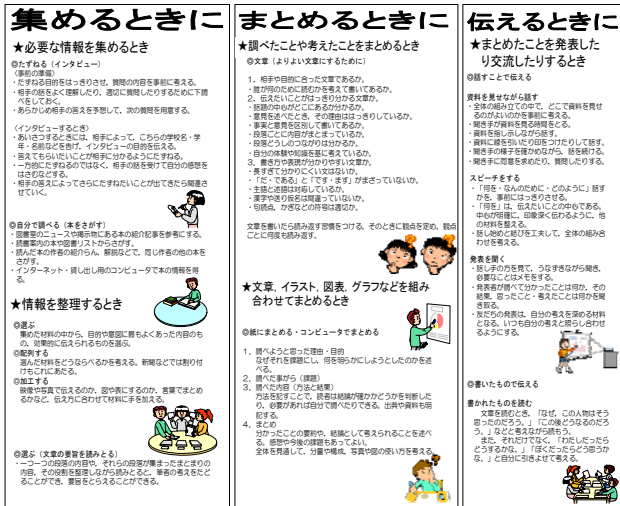 集めるときに
★必要な情報を集めるとき
◎たずねる（インタビュー）
〈事前の準備〉
・たずねる目的をはっきりさせ、質問の内容を事前に考える。
・相手の話をよく理解したり、適切に質問したりするために下調
べをしておく。
・あらかじめ相手の答えを予想して、次の質問を用意する。
〈インタビューするとき〉
・あいさつするときには、相手によって、こちらの学校名・学
年・名前などを告げ、インタビューの目的を伝える。
・答えてもらいたいことが相手に分かるようにたずねる。
・一方的にたずねるのではなく、相手の話を受けて自分の感想を
はさむなどする。
・相手の答えによってさらにたずねたいことが出てきたら関連さ
せていく。
◎自分で調べる（本をさがす）
・図書室のニュースや掲示物にある本の紹介記事を参考にする。
・読書案内の本や図書リストからさがす。
・読んだ本の作者の紹介らん、解説などで、同じ作者の他の本を
さがす。
・インターネット・貸し出し用のコンピュータで本の情報を得
る。
★情報を整理するとき
◎選ぶ
集めた材料の中から、目的や意図に最もよくあった内容のも
の、効果的に伝えられるものを選ぶ。
◎配列する
選んだ材料をどうならべるかを考える。新聞などでは割り付
けもこれにあたる。
◎加工する
映像や写真で伝えるのか、図や表にするのか、言葉でまとめ
るかなど、伝え方に合わせて材料に手を加える。
◎選ぶ（文章の要旨を読みとる）
・一つ一つの段落の内容や、それらの段落が集まったまとまりの
内容、その役割を整理しながら読みとると、筆者の考えをたど
ることができ、要旨をとらえることができる。
まとめるときに
★調べたことや考えたことをまとめるとき
◎文章（よりよい文章にするために）
1、相手や目的に合った文章であるか。
・誰が何のために読むかを考えて書いてあるか。
2、伝えたいことがはっきり分かる文章か。
・話題の中心がどこにあるか分かるか。
・意見を述べたとき、その理由ははっきりしているか。
・事実と意見を区別して書いてあるか。
・段落ごとに内容がまとまっているか。
・段落どうしのつながりは分かるか。
・自分の体験や知識を基に考えているか。
3、書き方や表現が分かりやすい文章か。
・長すぎて分かりにくい文はないか。
・「だ・である」と「です・ます」がまざっていないか。
・主語と述語は対応しているか。
・漢字や送り仮名は間違っていないか。
・句読点、かぎなどの符号は適切か。
文章を書いたら読み返す習慣をつける。そのときに観点を定め、観点
ごとに何度も読み返す。
★文章，イラスト，図表，グラフなどを組み
合わせてまとめるとき
◎紙にまとめる・コンピュータでまとめる
1、調べようと思った理由・目的
なぜそれを課題にし、何を明らかにしようとしたのかを述
べる。
2、調べた事がら（課題）
3、調べた内容（方法と結果）
方法を記すことで、読者は結論が確かかどうかを判断した
り、必要があれば自分で調べたりできる。出典や資料も明
記する。
4、まとめ
分かったことの要約や、結論として考えられることを述べ
る。感想や今後の課題もあってよい。
全体を見通して、分量や構成、写真や図の使い方を考える。
伝えるときに
★まとめたことを発表した
り交流したりするとき
◎話すことで伝える
資料を見せながら話す
・全体の組み立ての中で、どこで資料を見せ
るのがよいのかを事前に考える。
・聞き手が資料を見る時間をとる。
・資料を指し示しながら話す。
・資料に線を引いたり印をつけたりして話す。
・聞き手の様子を確かめながら、話を続ける。
・聞き手に同意を求めたり、質問したりする。
スピーチをする
・「何を・なんのために・どのように」話す
かを、事前にはっきりさせる。
・「何を」は、伝えたいことの中心である。
中心が明確に、印象深く伝わるように、他
の材料を整える。
・話し始めと結びを工夫して、全体の組み合
わせを考える。
発表を聞く
・話し手の方を見て、うなずきながら聞き、
必要なことはメモをする。
・発表者が調べて分かったことは何か、その
結果、思ったこと・考えたことは何かを聞
き取る。
・友だちの発表は、自分の考えを深める材料
となる。いつも自分の考えと照らし合わせ
るようにする。
◎書いたもので伝える
書かれたものを読む
文章を読むとき、「なぜ、この人物はそう
思ったのだろう。」「この後どうなるのだろ
う。」などと考えながら読もう。
また、それだけでなく、「わたしだったら
どうするかな。」「ぼくだったらどう思うか
な。」と自分に引きよせて考える。